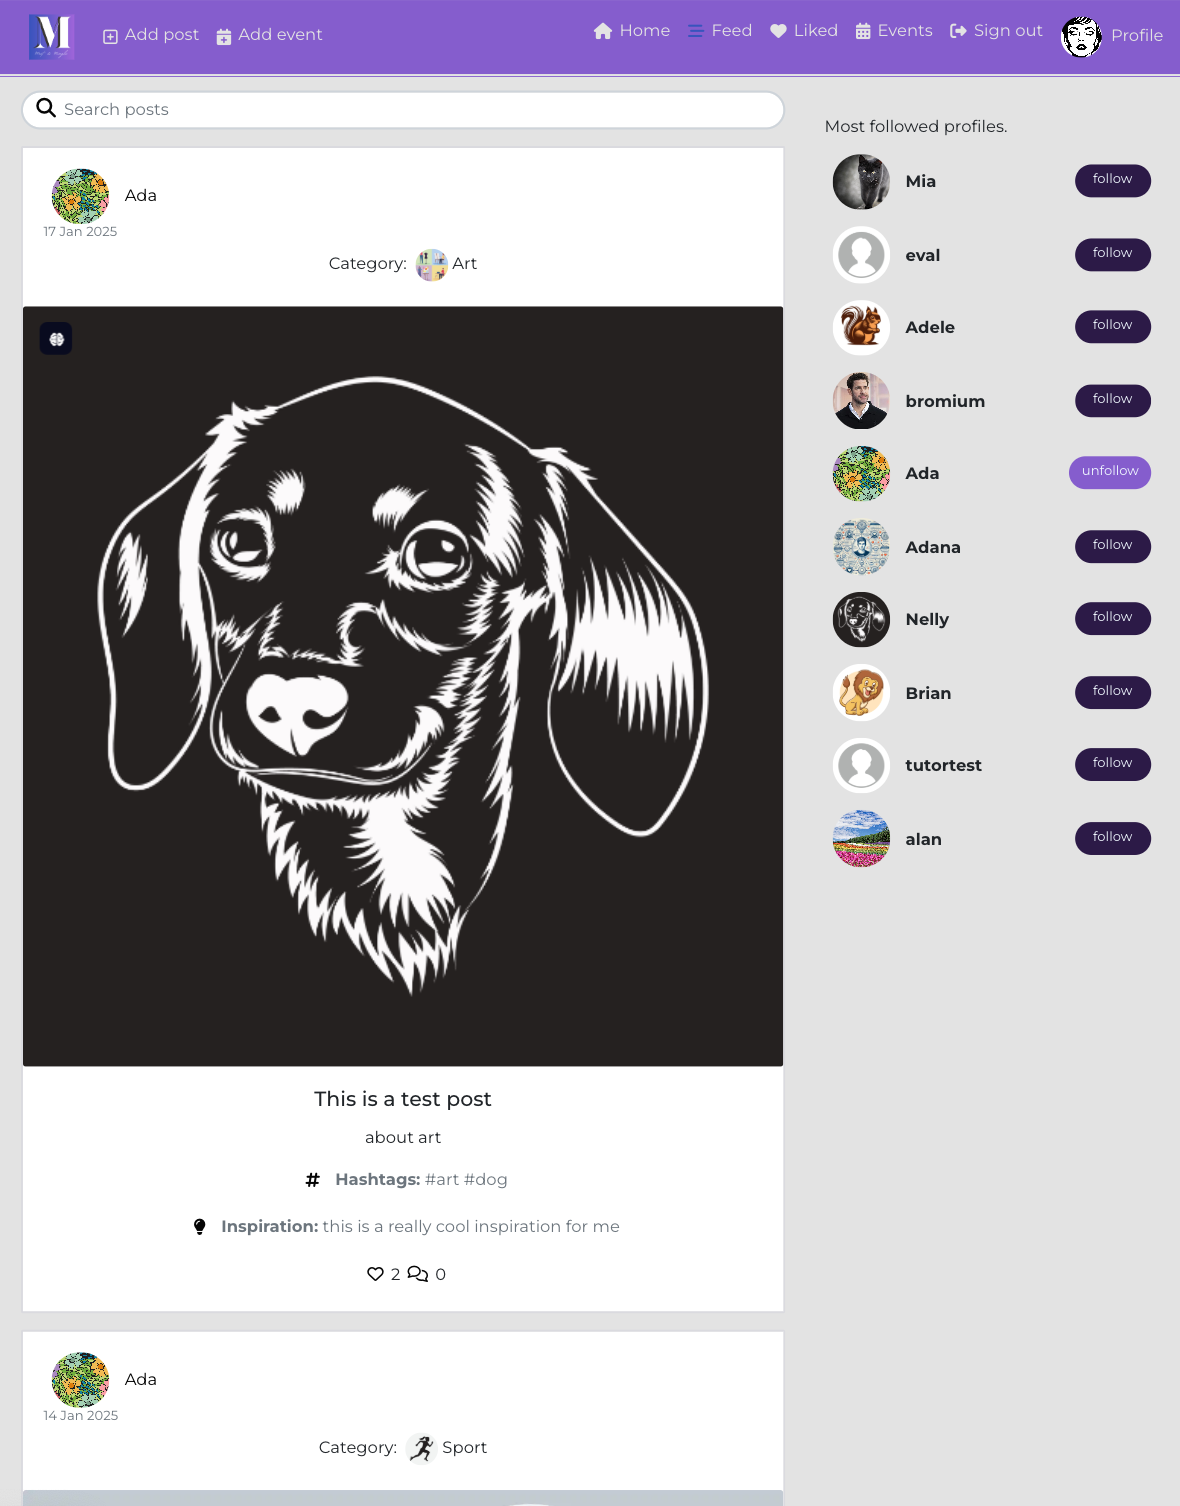 M
Add post
Add event
Home
Feed
Liked
Events
Sign out
Profile
Search posts
Ada
17 Jan 2025
Category: Art
This is a test post
about art
Hashtags: #art #dog
Inspiration: this is a really cool inspiration for me
2 0
Ada
14 Jan 2025
Category: Sport
Most followed profiles.
Mia follow
eval follow
Adele follow
bromium follow
Ada unfollow
Adana follow
Nelly follow
Brian follow
tutortest follow
alan follow